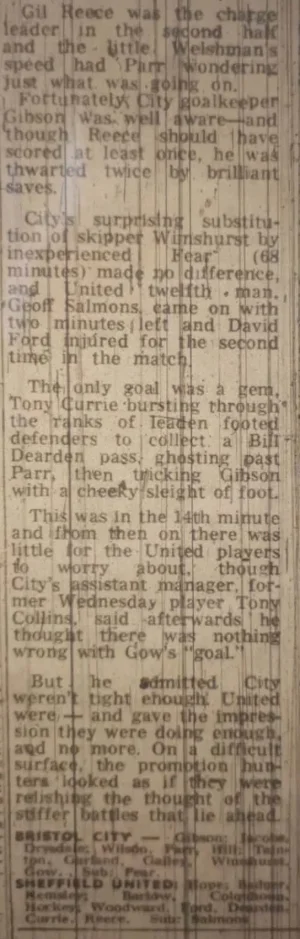 Gil Reece was the charge
leader in the second half
and the little Welshman's
speed had Parr wondering
just what was going on.
Fortunately, City goalkeeper
Gibson was well aware — and
though Reece should have
scored at least once, he was
thwarted twice by brilliant
saves.
City's surprising substitu-
tion of skipper Wimshurst by
inexperienced Fear (68
minutes) made no difference,
and United twelfth man,
Geoff Salmons, came on with
two minutes left and David
Ford injured for the second
time in the match.
The only goal was a gem,
Tony Currie bursting through
the ranks of leaden footed
defenders to collect a Bill
Dearden pass, ghosting past
Parr, then tricking Gibson
with a cheeky sleight of foot.
This was in the 14th minute
and from then on there was
little for the United players
to worry about, though
City's assistant manager, for-
mer Wednesday player Tony
Collins, said afterwards he
thought there was nothing
wrong with Gow's "goal."
But he admitted City
weren't tight enough. United
were — and gave the impres-
sion they were doing enough,
and no more. On a difficult
surface, the promotion hun-
ters looked as if they were
relishing the thought of the
stiffer battles that lie ahead.
BRISTOL CITY — Gibson; Jacobs,
Drysdale; Wilson, Parr, Hill; Tain-
ton, Garland, Galley, Wimshurst,
Gow. Sub: Fear.
SHEFFIELD UNITED: Hope; Badger,
Hemsley; Barlow, Colquhoun,
Hockey; Woodward, Ford, Dearden,
Currie, Reece. Sub: Salmons.